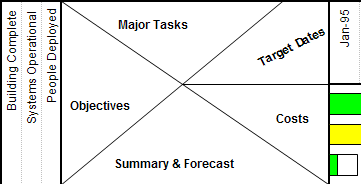 Building Complete
Systems Operational
People Deployed
Major Tasks
Target Dates
Jan-95
Objectives
Costs
Summary & Forecast